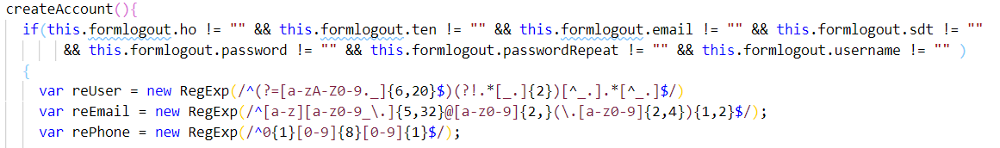 createAccount(){
if(this.formlogout.ho != "" && this.formlogout.ten != "" && this.formlogout.email != "" && this.formlogout.sdt != ""
&& this.formlogout.password != "" && this.formlogout.passwordRepeat != "" && this.formlogout.username != "" )
{
var reUser = new RegExp(/^(?=[a-zA-Z0-9._]{6,20}$)(?!.*[_.]{2})[^_.].*[^_.]$/)
var reEmail = new RegExp(/^[a-z][a-z0-9_\.]{5,32}@[a-z0-9]{2,}(\.[a-z0-9]{2,4}){1,2}$/);
var rePhone = new RegExp(/^0{1}[0-9]{8}[0-9]{1}$/);